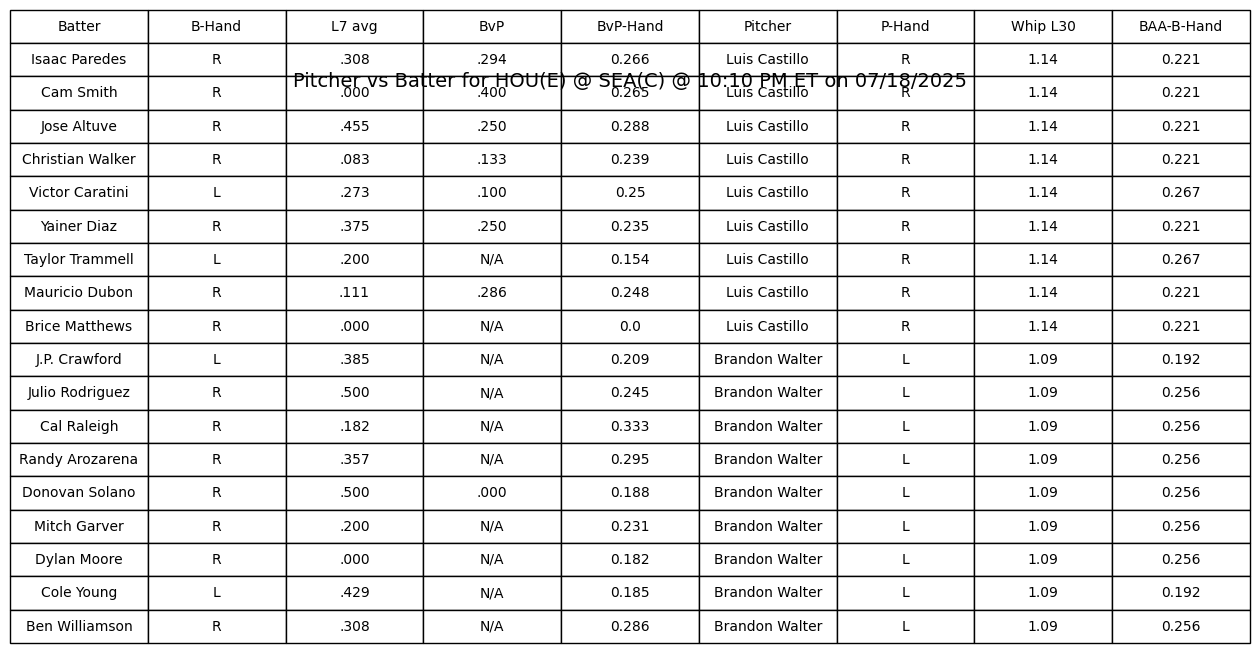 Batter B-Hand L7 avg BvP BvP-Hand Pitcher P-Hand Whip L30 BAA-B-Hand
Isaac Paredes R .308 .294 0.266 Luis Castillo R 1.14 0.221
Pitcher vs Batter for HOU(E) @ SEA(C) @ 10:10 PM ET on 07/18/2025
Cam Smith R .000 .400 0.265 Luis Castillo R 1.14 0.221
Jose Altuve R .455 .250 0.288 Luis Castillo R 1.14 0.221
Christian Walker R .083 .133 0.239 Luis Castillo R 1.14 0.221
Victor Caratini L .273 .100 0.25 Luis Castillo R 1.14 0.267
Yainer Diaz R .375 .250 0.235 Luis Castillo R 1.14 0.221
Taylor Trammell L .200 N/A 0.154 Luis Castillo R 1.14 0.267
Mauricio Dubon R .111 .286 0.248 Luis Castillo R 1.14 0.221
Brice Matthews R .000 N/A 0.0 Luis Castillo R 1.14 0.221
J.P. Crawford L .385 N/A 0.209 Brandon Walter L 1.09 0.192
Julio Rodriguez R .500 N/A 0.245 Brandon Walter L 1.09 0.256
Cal Raleigh R .182 N/A 0.333 Brandon Walter L 1.09 0.256
Randy Arozarena R .357 N/A 0.295 Brandon Walter L 1.09 0.256
Donovan Solano R .500 .000 0.188 Brandon Walter L 1.09 0.256
Mitch Garver R .200 N/A 0.231 Brandon Walter L 1.09 0.256
Dylan Moore R .000 N/A 0.182 Brandon Walter L 1.09 0.256
Cole Young L .429 N/A 0.185 Brandon Walter L 1.09 0.192
Ben Williamson R .308 N/A 0.286 Brandon Walter L 1.09 0.256